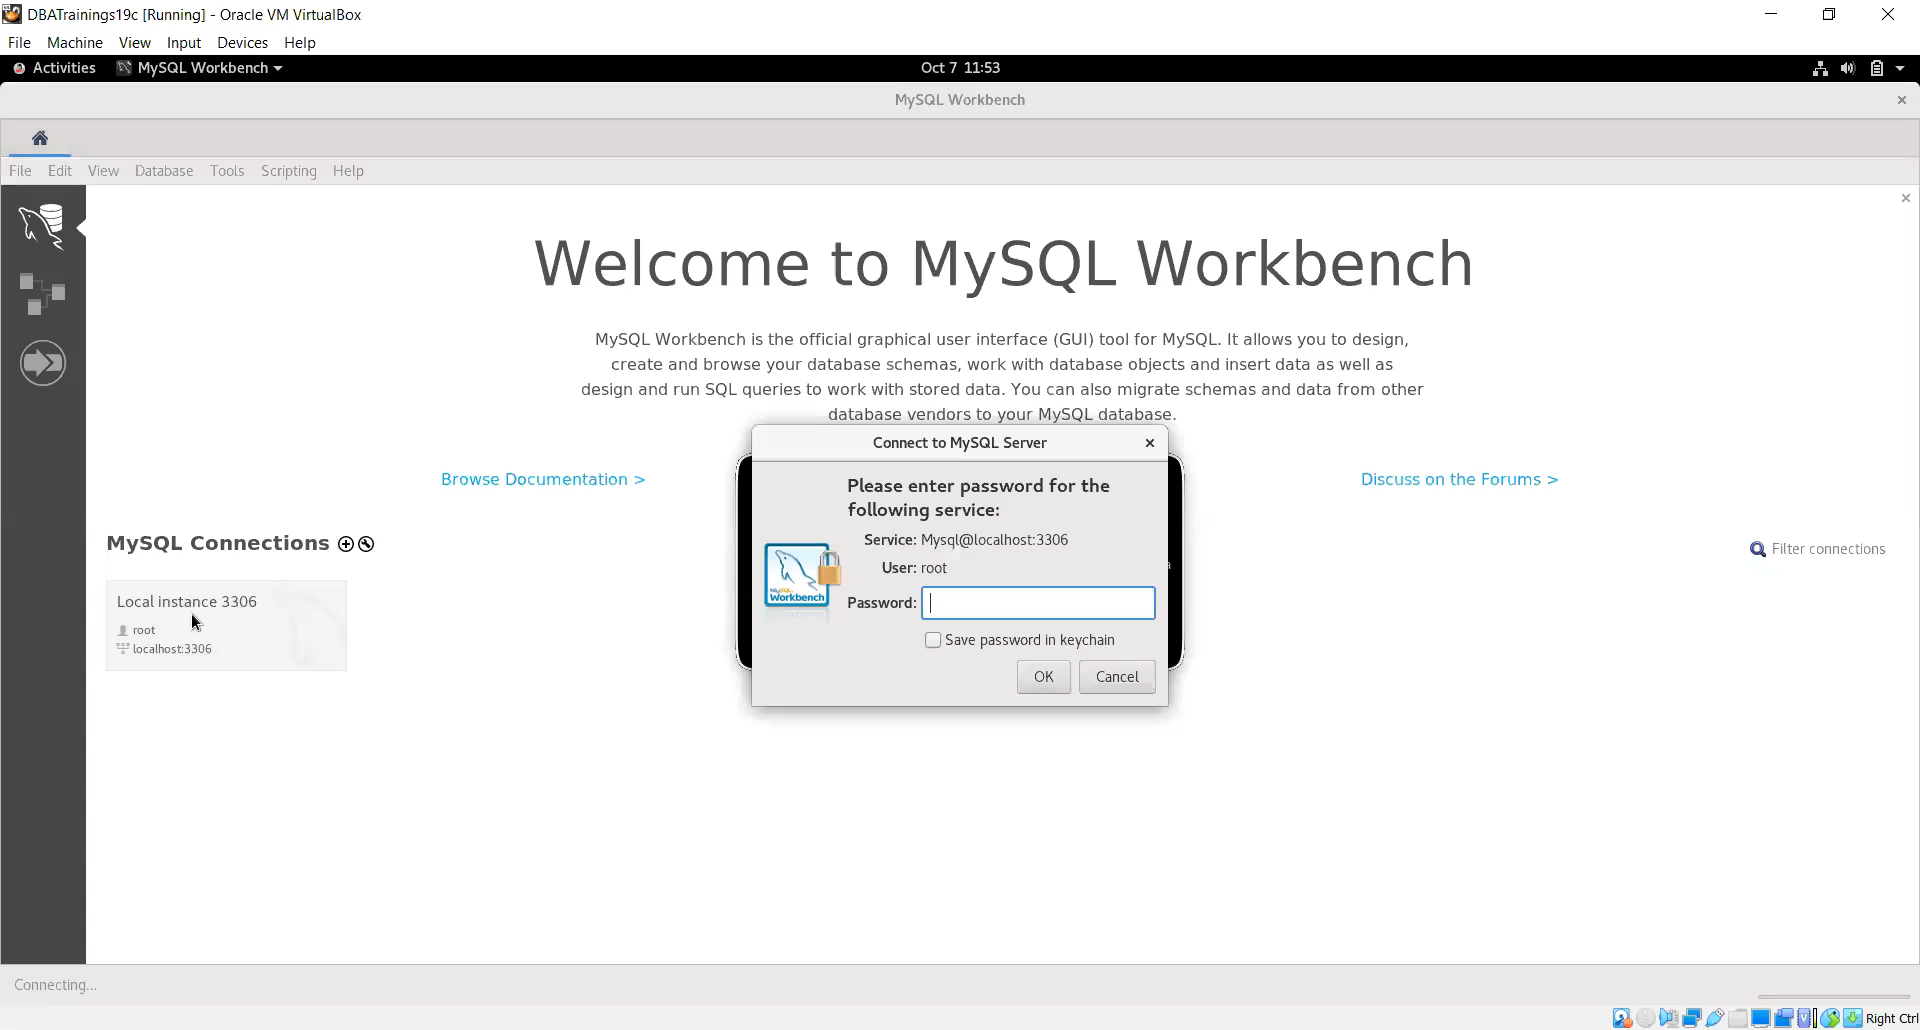 DBATrainings19c [Running] - Oracle VM VirtualBox
File Machine View Input Devices Help
Activities MySQL Workbench Oct 7 11:53
MySQL Workbench
File Edit View Database Tools Scripting Help
Welcome to MySQL Workbench
MySQL Workbench is the official graphical user interface (GUI) tool for MySQL. It allows you to design,
create and browse your database schemas, work with database objects and insert data as well as
design and run SQL queries to work with stored data. You can also migrate schemas and data from other
database vendors to your MySQL database.
Browse Documentation >
Discuss on the Forums >
Connect to MySQL Server
Please enter password for the
following service:
Service: Mysql@localhost:3306
User: root
Password:
Save password in keychain
OK Cancel
MySQL
Workbench
MySQL Connections
Filter connections
Local instance 3306
root
localhost:3306
Connecting...
Right Ctrl